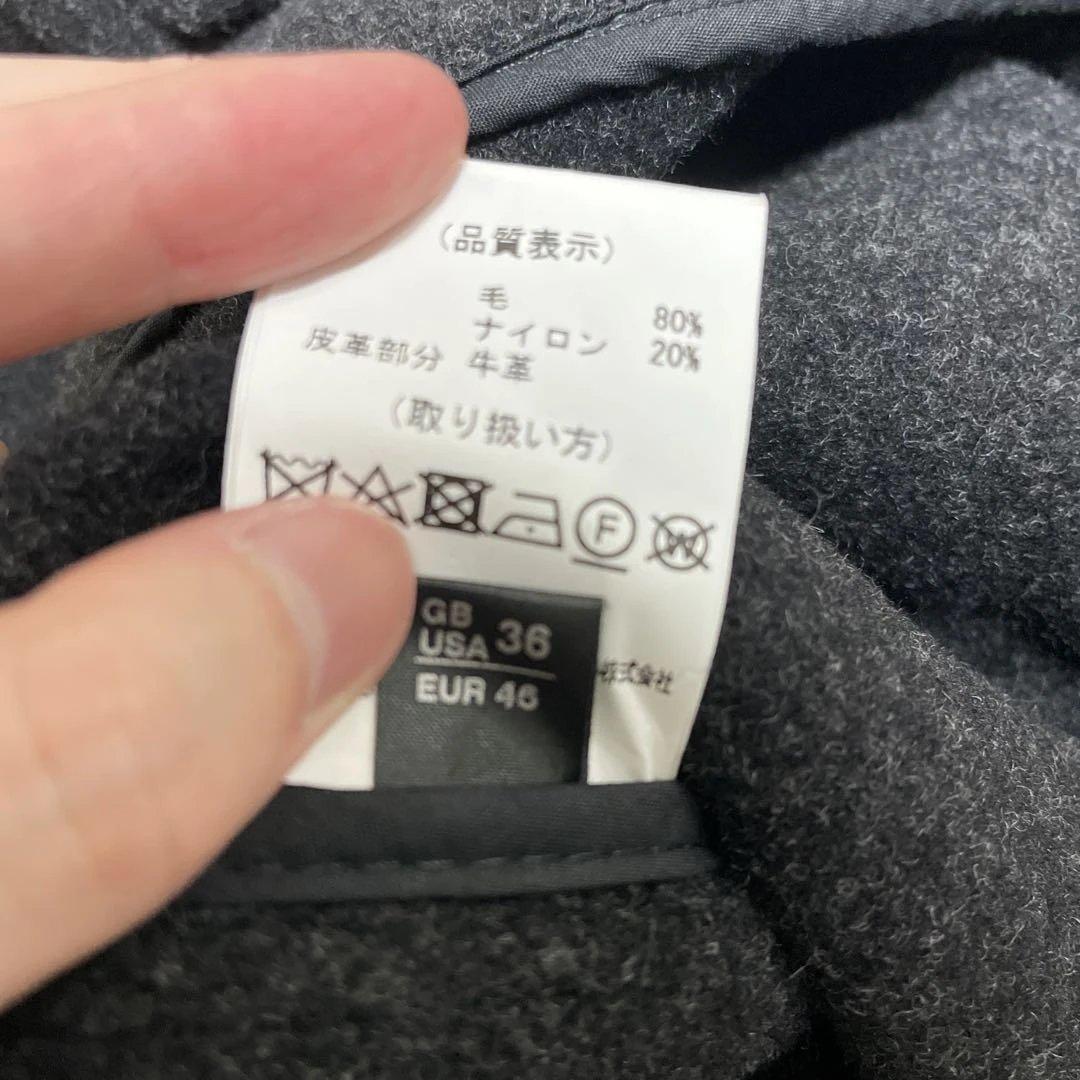 (品質表示)
毛 80%
ナイロン 20%
皮革部分 牛革
(取り扱い方)
F W
GB
USA 36
EUR 46
株式会社